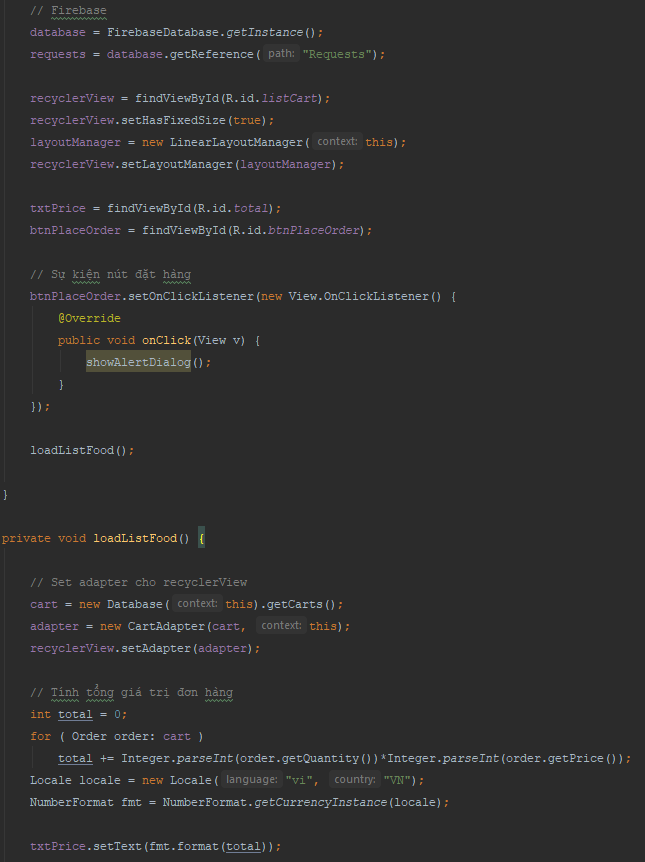 // Firebase
database = FirebaseDatabase.getInstance();
requests = database.getReference( path: "Requests");
recyclerView = findViewById(R.id.listCart);
recyclerView.setHasFixedSize(true);
layoutManager = new LinearLayoutManager( context: this);
recyclerView.setLayoutManager(layoutManager);
txtPrice = findViewById(R.id.total);
btnPlaceOrder = findViewById(R.id.btnPlaceOrder);
// Sự kiện nút đặt hàng
btnPlaceOrder.setOnClickListener(new View.OnClickListener() {
@Override
public void onClick(View v) {
showAlertDialog();
}
});
loadListFood();
}
private void loadListFood() {
// Set adapter cho recyclerView
cart = new Database( context: this).getCarts();
adapter = new CartAdapter(cart, context: this);
recyclerView.setAdapter(adapter);
// Tính tổng giá trị đơn hàng
int total = 0;
for ( Order order: cart )
total += Integer.parseInt(order.getQuantity())*Integer.parseInt(order.getPrice());
Locale locale = new Locale( language: "vi", country: "VN");
NumberFormat fmt = NumberFormat.getCurrencyInstance(locale);
txtPrice.setText(fmt.format(total));